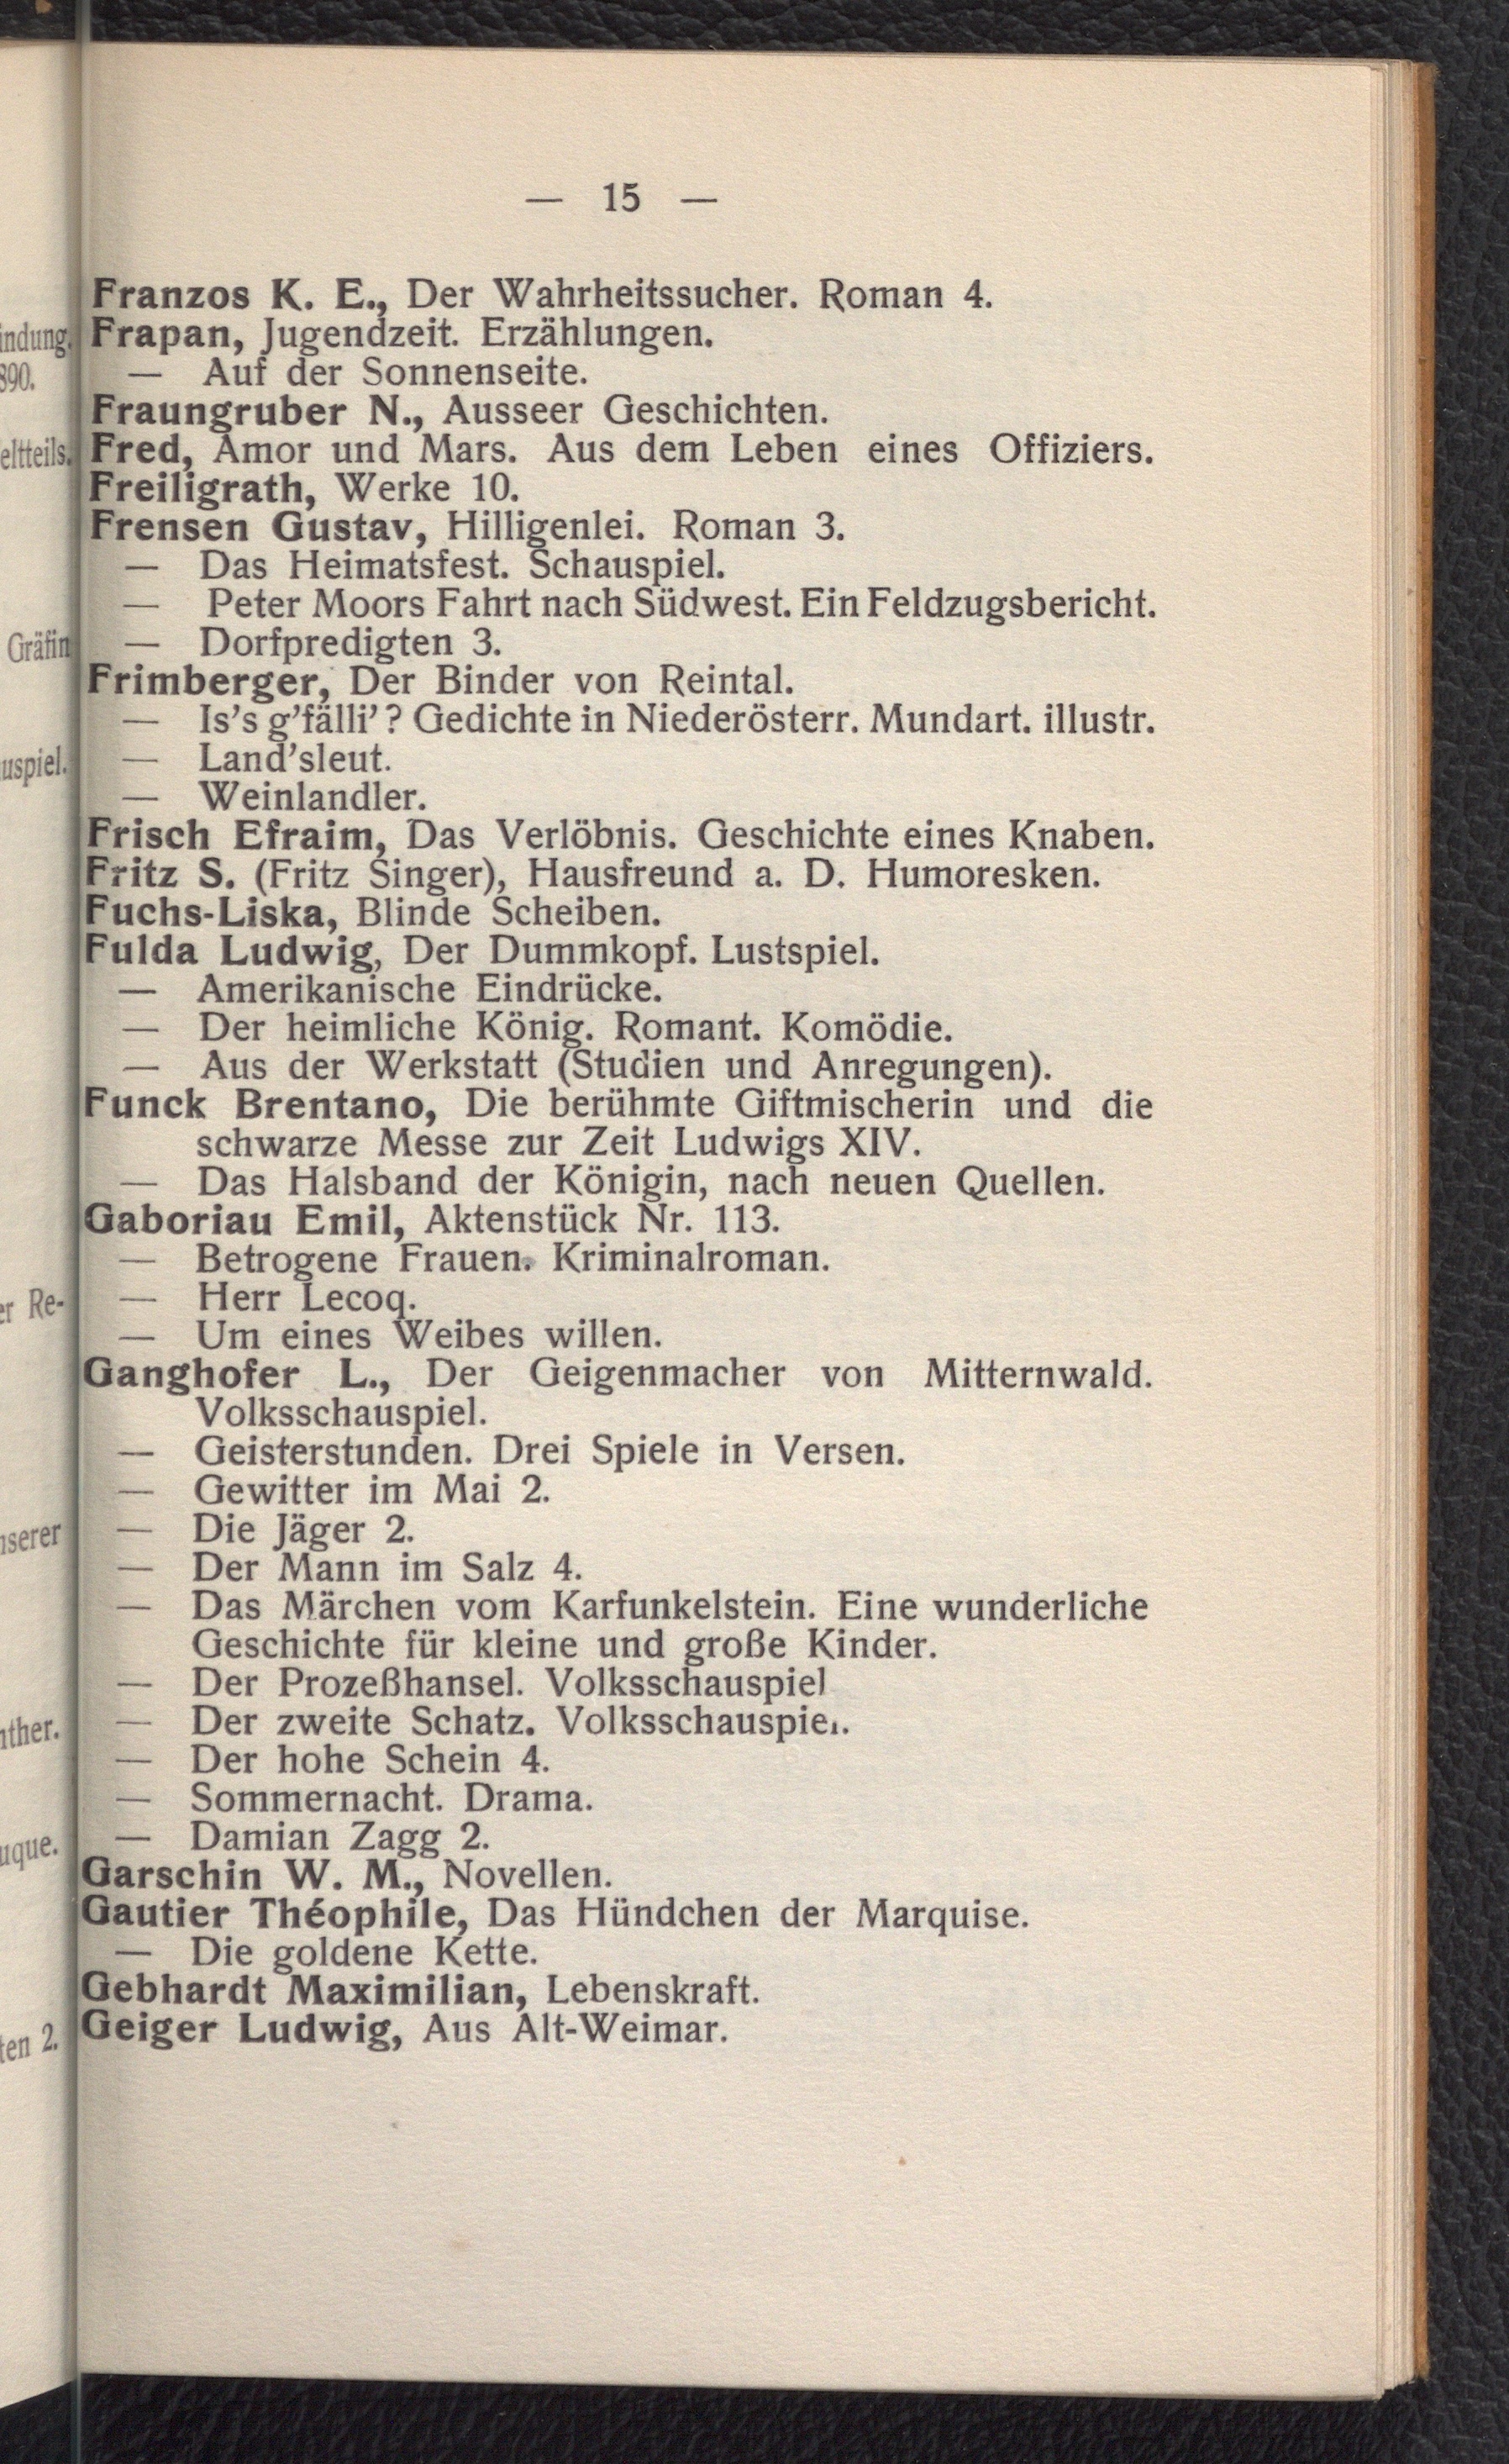 — 15 —
Franzos K. E., Der Wahrheitssucher. Roman 4.
Frapan, Jugendzeit. Erzählungen.
— Auf der Sonnenseite.
Fraungruber N., Ausseer Geschichten.
Fred, Amor und Mars. Aus dem Leben eines Offiziers.
Freiligrath, Werke 10.
Frensen Gustav, Hilligenlei. Roman 3.
— Das Heimatsfest. Schauspiel.
— Peter Moors Fahrt nach Südwest. Ein Feldzugsbericht.
— Dorfpredigten 3.
Frimberger, Der Binder von Reintal.
— Is's g'fälli'? Gedichte in Niederösterr. Mundart. illustr.
— Land'sleut.
— Weinlandler.
Frisch Efraim, Das Verlöbnis. Geschichte eines Knaben.
Fritz S. (Fritz Singer), Hausfreund a. D. Humoresken.
Fuchs-Liska, Blinde Scheiben.
Fulda Ludwig, Der Dummkopf. Lustspiel.
— Amerikanische Eindrücke.
— Der heimliche König. Romant. Komödie.
— Aus der Werkstatt (Studien und Anregungen).
Funck Brentano, Die berühmte Giftmischerin und die
schwarze Messe zur Zeit Ludwigs XIV.
— Das Halsband der Königin, nach neuen Quellen.
Gaboriau Emil, Aktenstück Nr. 113.
— Betrogene Frauen. Kriminalroman.
— Herr Lecoq.
— Um eines Weibes willen.
Ganghofer L., Der Geigenmacher von Mitternwald.
Volksschauspiel.
— Geisterstunden. Drei Spiele in Versen.
— Gewitter im Mai 2.
— Die Jäger 2.
— Der Mann im Salz 4.
— Das Märchen vom Karfunkelstein. Eine wunderliche
Geschichte für kleine und große Kinder.
— Der Prozeßhansel. Volksschauspiel
— Der zweite Schatz. Volksschauspiel.
— Der hohe Schein 4.
— Sommernacht. Drama.
— Damian Zagg 2.
Garschin W. M., Novellen.
Gautier Théophile, Das Hündchen der Marquise.
— Die goldene Kette.
Gebhardt Maximilian, Lebenskraft.
Geiger Ludwig, Aus Alt-Weimar.